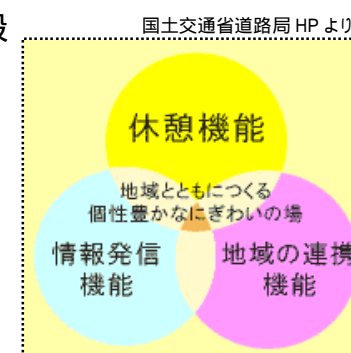 国土交通省道路局 HP より
設
休憩機能
地域とともにつくる
個性豊かなにぎわいの場
情報発信
機能
地域の連携
機能